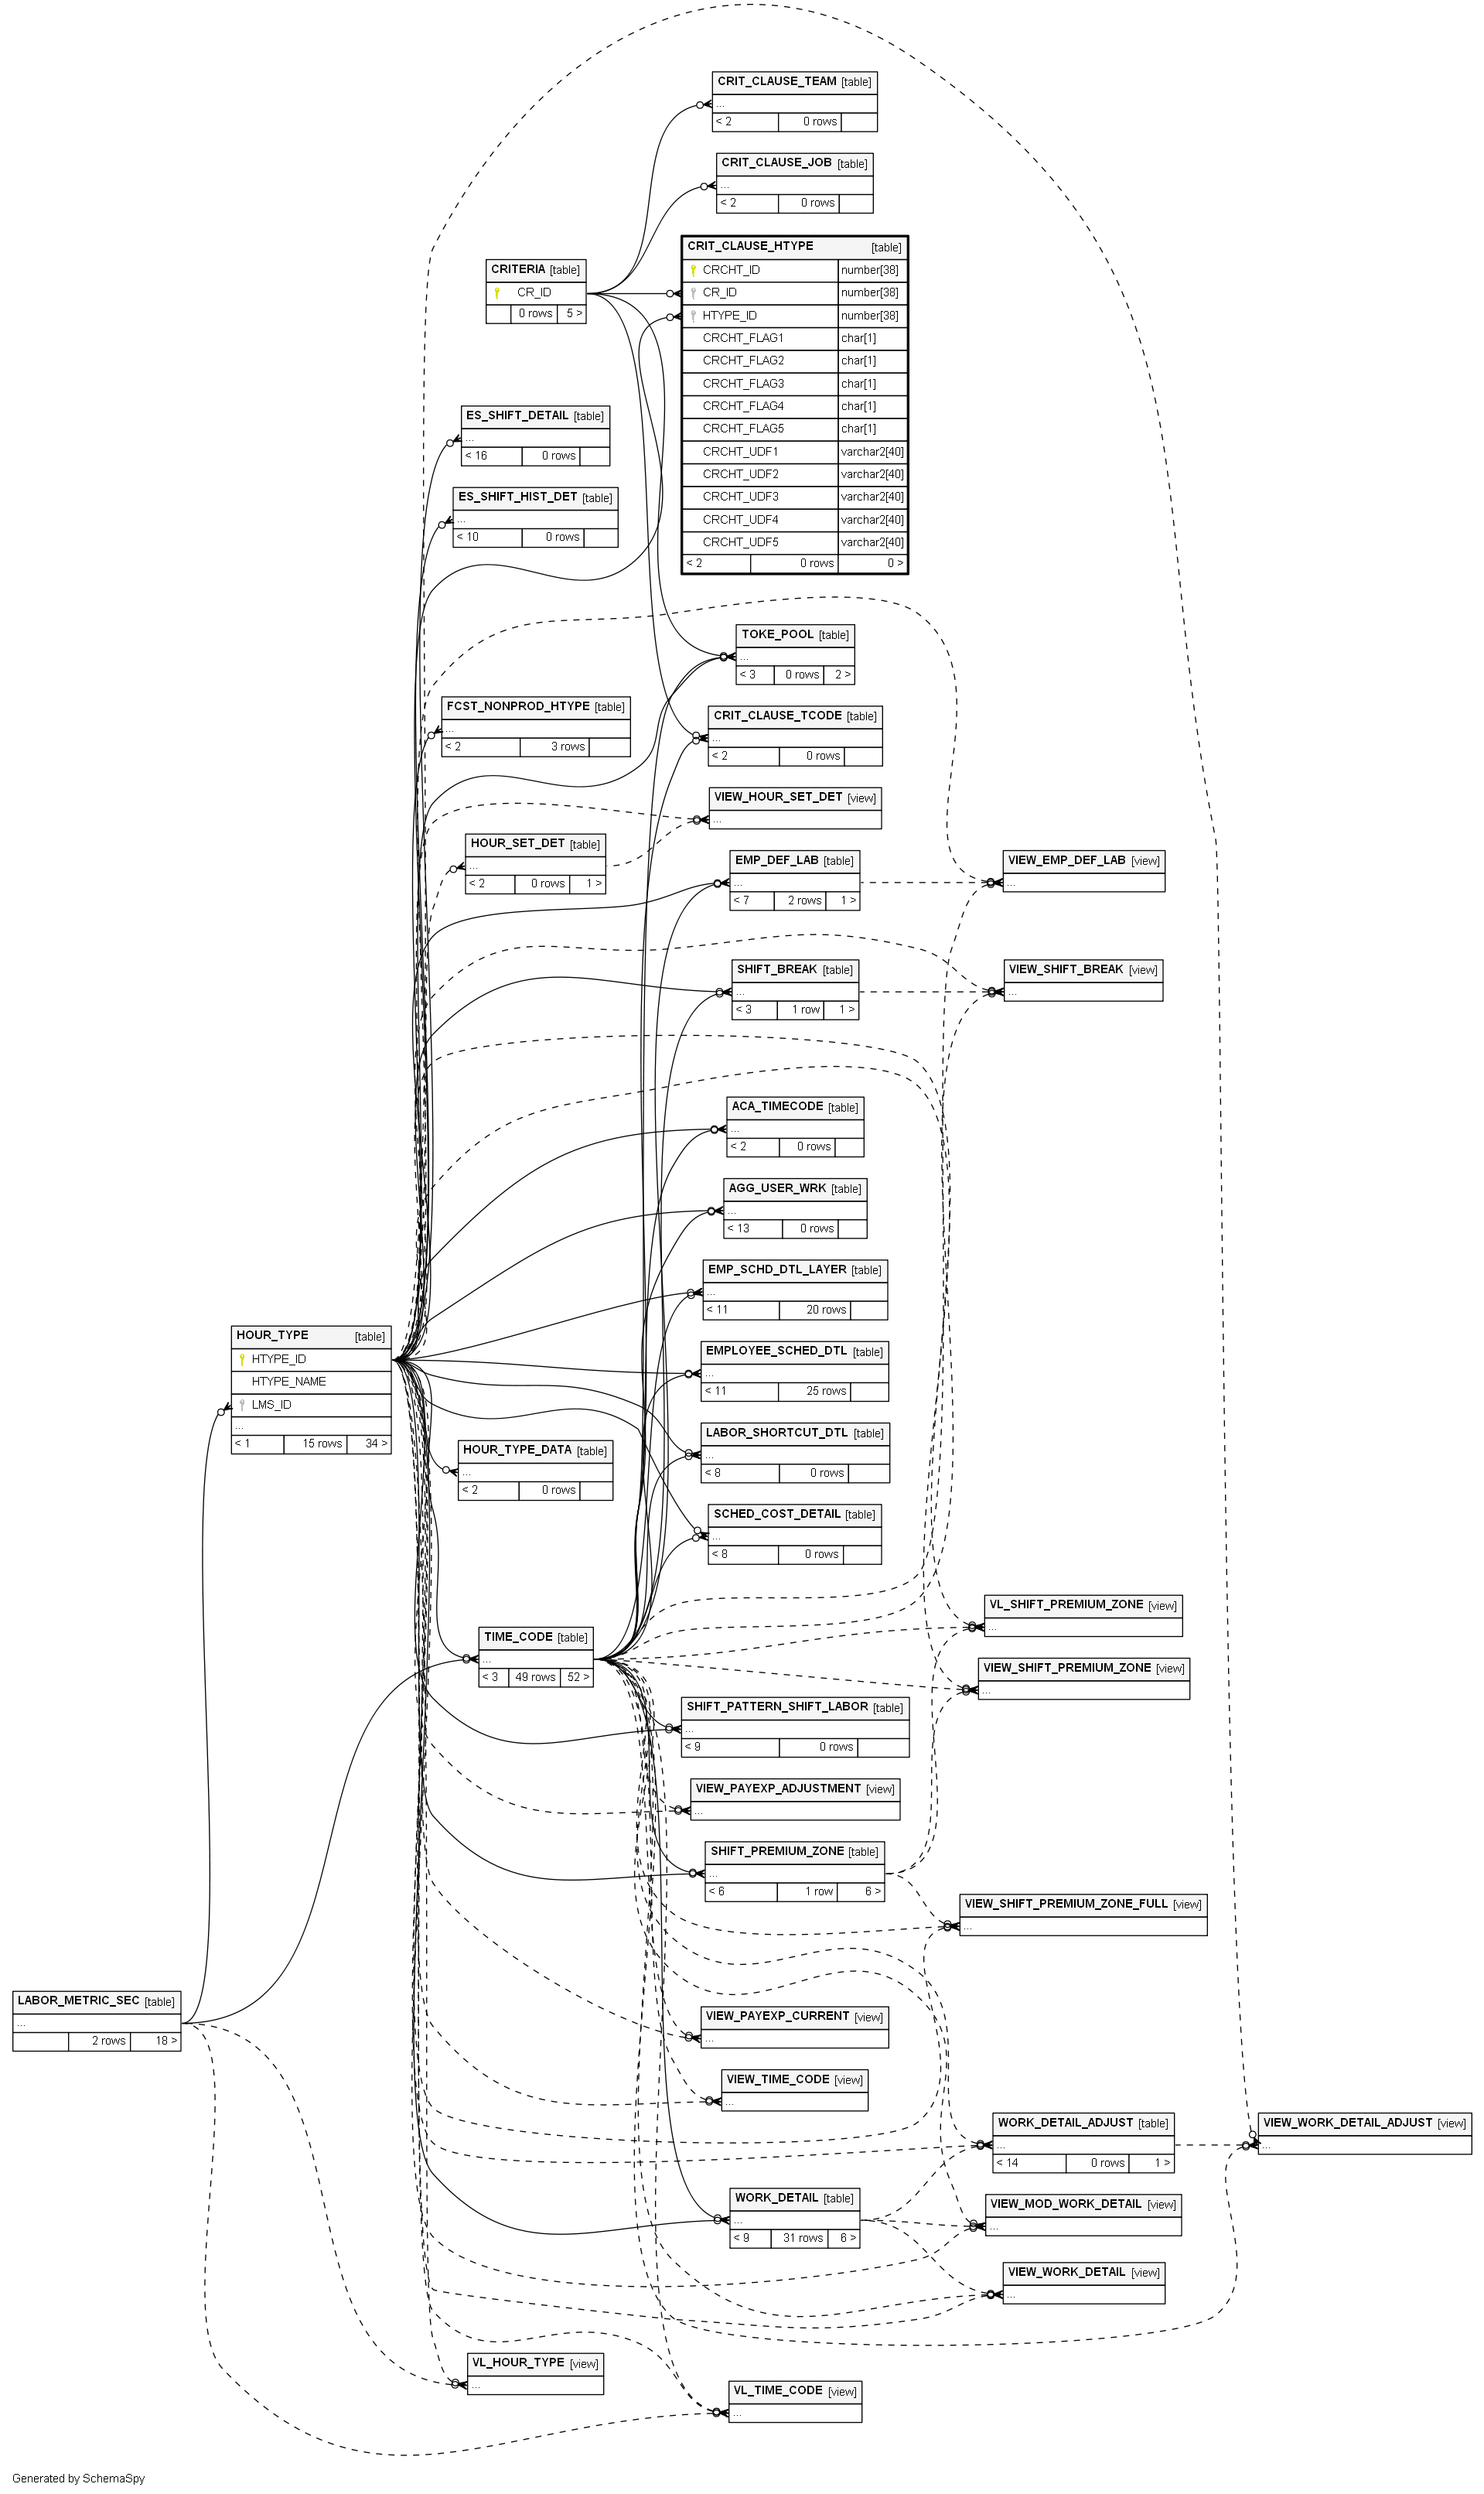 CRIT_CLAUSE_TEAM [table]
...
< 2 0 rows
CRIT_CLAUSE_JOB [table]
...
< 2 0 rows
CRIT_CLAUSE_HTYPE [table]
CRCHT_ID number[38]
CR_ID number[38]
HTYPE_ID number[38]
CRCHT_FLAG1 char[1]
CRCHT_FLAG2 char[1]
CRCHT_FLAG3 char[1]
CRCHT_FLAG4 char[1]
CRCHT_FLAG5 char[1]
CRCHT_UDF1 varchar2[40]
CRCHT_UDF2 varchar2[40]
CRCHT_UDF3 varchar2[40]
CRCHT_UDF4 varchar2[40]
CRCHT_UDF5 varchar2[40]
< 2 0 rows 0 >
CRITERIA [table]
CR_ID
0 rows 5 >
ES_SHIFT_DETAIL [table]
...
< 16 0 rows
ES_SHIFT_HIST_DET [table]
...
< 10 0 rows
TOKE_POOL [table]
...
< 3 0 rows 2 >
FCST_NONPROD_HTYPE [table]
...
< 2 3 rows
CRIT_CLAUSE_TCODE [table]
...
< 2 0 rows
VIEW_HOUR_SET_DET [view]
...
HOUR_SET_DET [table]
...
< 2 0 rows 1 >
EMP_DEF_LAB [table]
...
< 7 2 rows 1 >
VIEW_EMP_DEF_LAB [view]
...
SHIFT_BREAK [table]
...
< 3 1 row 1 >
VIEW_SHIFT_BREAK [view]
...
ACA_TIMECODE [table]
...
< 2 0 rows
AGG_USER_WRK [table]
...
< 13 0 rows
EMP_SCHD_DTL_LAYER [table]
...
< 11 20 rows
HOUR_TYPE [table]
HTYPE_ID
HTYPE_NAME
LMS_ID
...
< 1 15 rows 34 >
EMPLOYEE_SCHED_DTL [table]
...
< 11 25 rows
LABOR_SHORTCUT_DTL [table]
...
< 8 0 rows
HOUR_TYPE_DATA [table]
...
< 2 0 rows
SCHED_COST_DETAIL [table]
...
< 8 0 rows
VL_SHIFT_PREMIUM_ZONE [view]
...
TIME_CODE [table]
...
< 3 49 rows 52 >
VIEW_SHIFT_PREMIUM_ZONE [view]
...
SHIFT_PATTERN_SHIFT_LABOR [table]
...
< 9 0 rows
VIEW_PAYEXP_ADJUSTMENT [view]
...
SHIFT_PREMIUM_ZONE [table]
...
< 6 1 row 6 >
VIEW_SHIFT_PREMIUM_ZONE_FULL [view]
...
LABOR_METRIC_SEC [table]
...
2 rows 18 >
VIEW_PAYEXP_CURRENT [view]
...
VIEW_TIME_CODE [view]
...
WORK_DETAIL_ADJUST [table]
...
< 14 0 rows 1 >
VIEW_WORK_DETAIL_ADJUST [view]
...
WORK_DETAIL [table]
...
< 9 31 rows 6 >
VIEW_MOD_WORK_DETAIL [view]
...
VIEW_WORK_DETAIL [view]
...
VL_HOUR_TYPE [view]
...
VL_TIME_CODE [view]
...
Generated by SchemaSpy